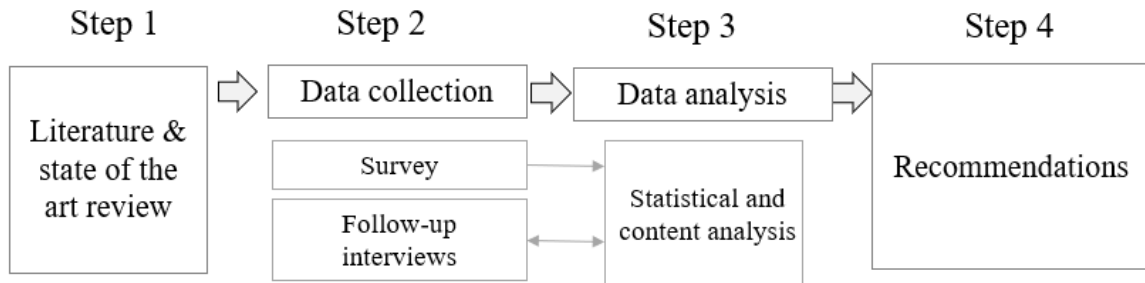 Step 1
Step 2
Step 3
Step 4
Literature &
state of the
art review
Data collection
Data analysis
Recommendations
Survey
Follow-up
interviews
Statistical and
content analysis